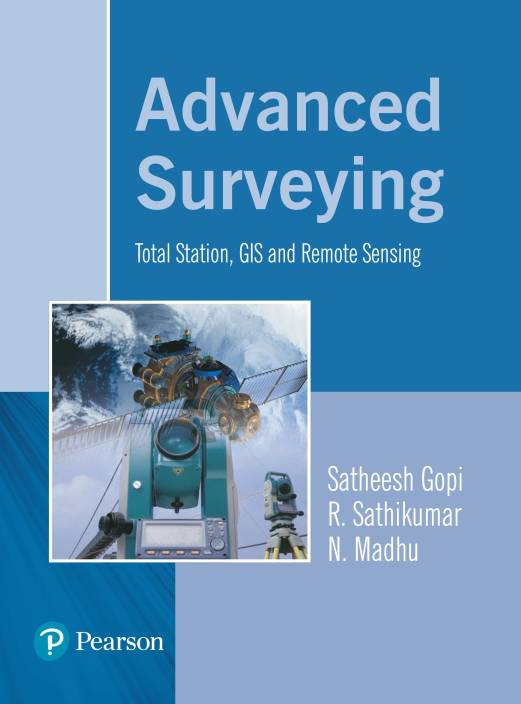 Advanced
Surveying
Total Station, GIS and Remote Sensing
Satheesh Gopi
R. Sathikumar
N. Madhu
Pearson